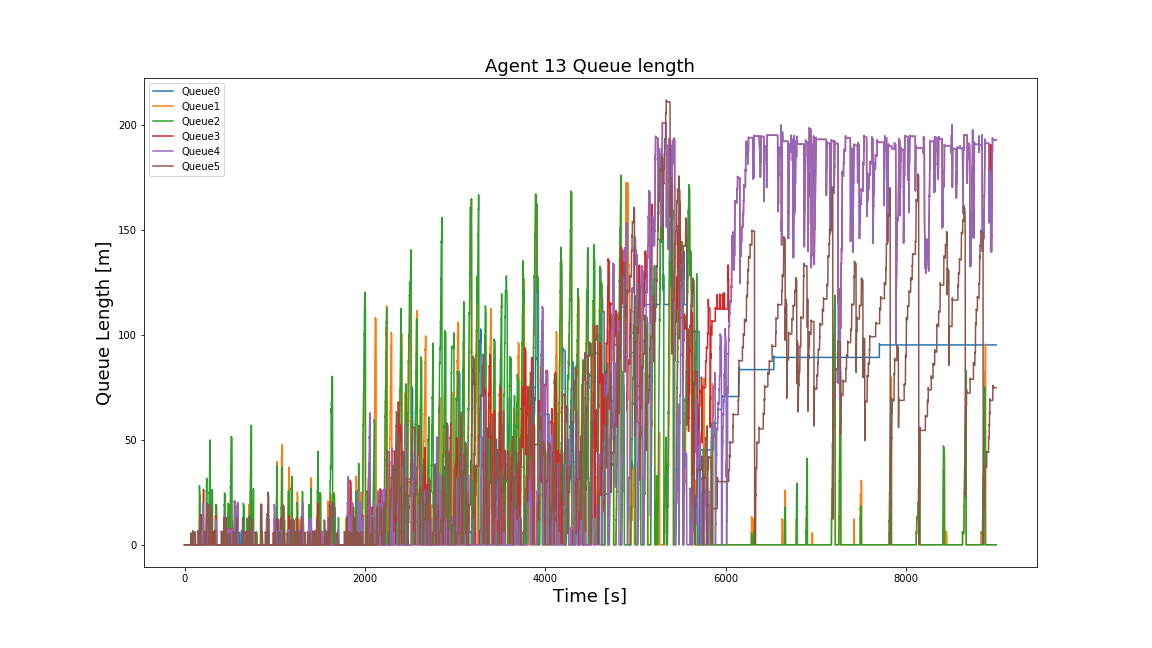 Agent 13 Queue length
Queue0
Queue1
Queue2
Queue3
Queue4
Queue5
Queue Length [m]
200
150
100
50
0
0 2000 4000 6000 8000
Time [s]